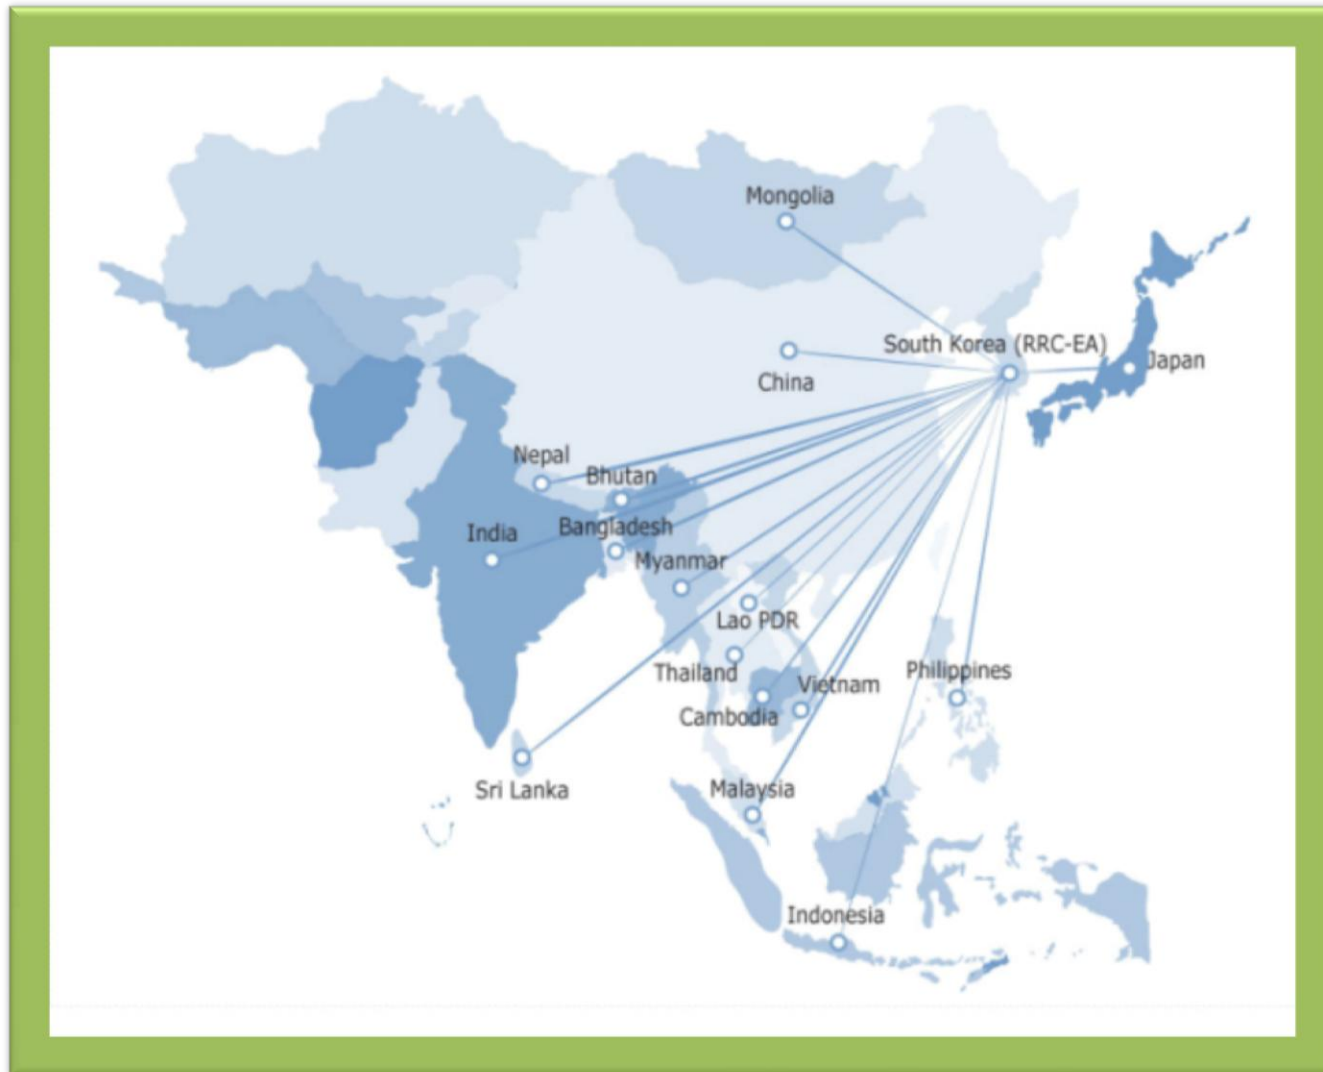 Mongolia
South Korea (RRC-EA)
Japan
China
Nepal
Bhutan
India
Bangladesh
Myanmar
Lao PDR
Thailand
Vietnam
Philippines
Cambodia
Sri Lanka
Malaysia
Indonesia